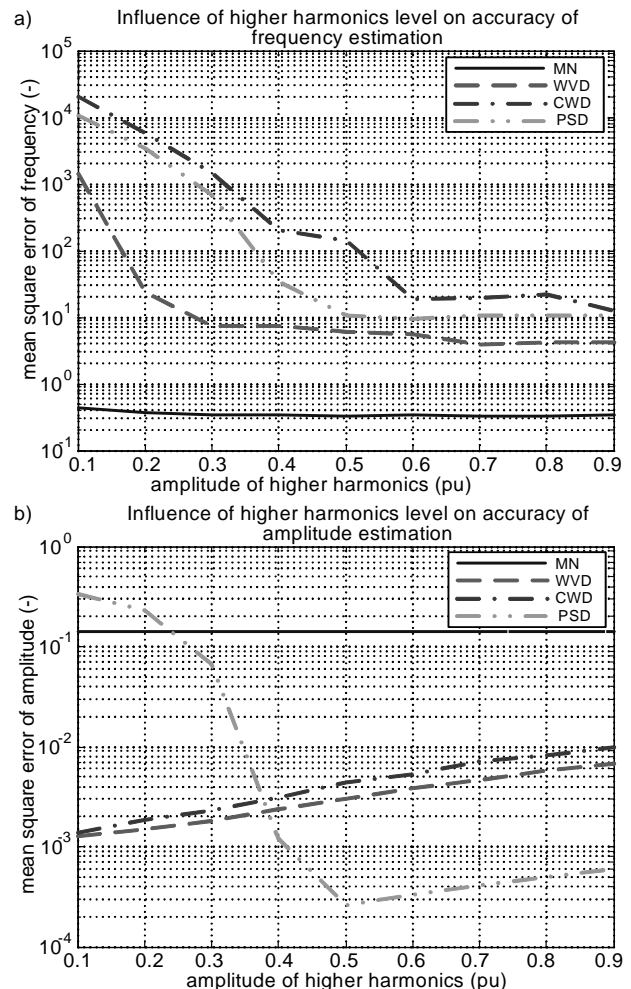 a) Influence of higher harmonics level on accuracy of
frequency estimation
mean square error of frequency (-)
10^5
10^4
10^3
10^2
10^1
10^0
10^-1
MN
WVD
CWD
PSD
0.1 0.2 0.3 0.4 0.5 0.6 0.7 0.8 0.9
amplitude of higher harmonics (pu)
b) Influence of higher harmonics level on accuracy of
amplitude estimation
mean square error of amplitude (-)
10^0
10^-1
10^-2
10^-3
10^-4
MN
WVD
CWD
PSD
0.1 0.2 0.3 0.4 0.5 0.6 0.7 0.8 0.9
amplitude of higher harmonics (pu)